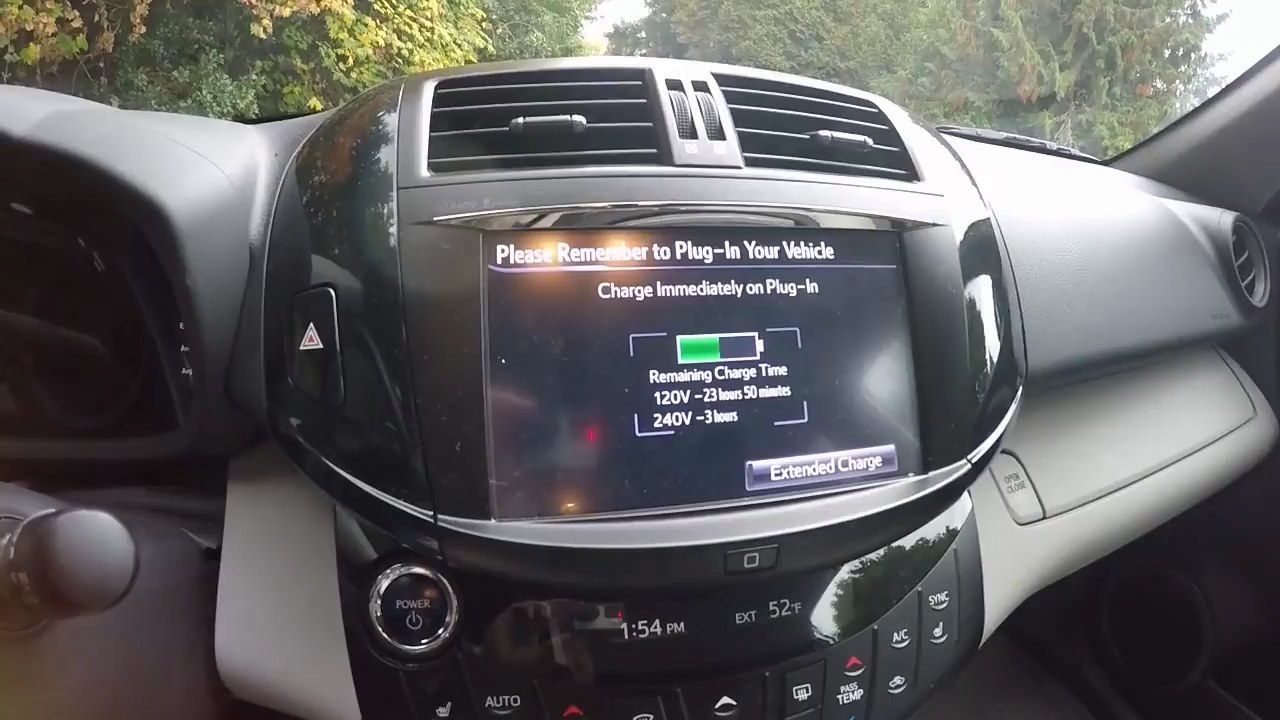 Please Remember to Plug-In Your Vehicle
Charge Immediately on Plug-In
Remaining Charge Time
120V -23 hours 50 minutes
240V -3 hours
Extended Charge
OPEN
CLOSE
POWER
1:54 PM
EXT 52°F
SYNC
A/C
AUTO
PASS
TEMP